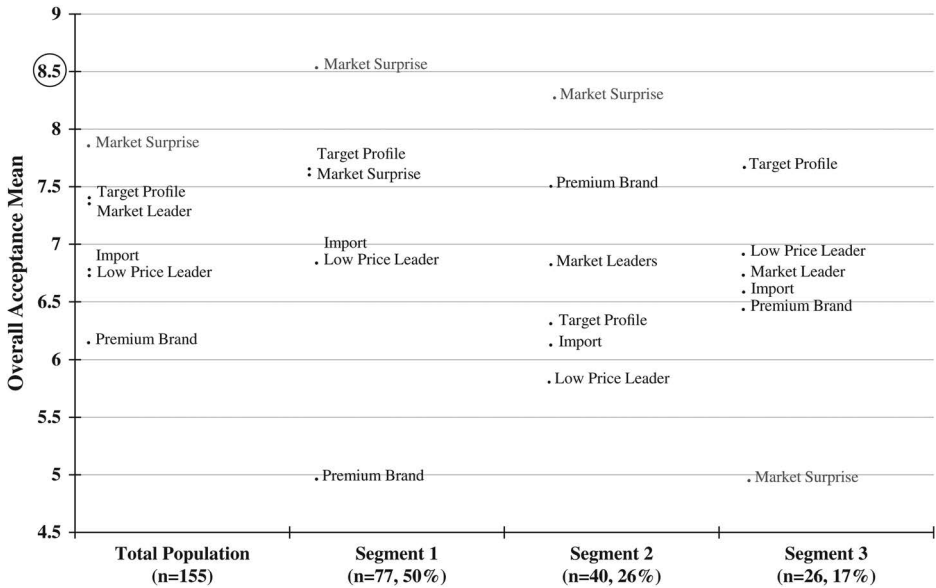 Overall Acceptance Mean
9
8.5
8
7.5
7
6.5
6
5.5
5
4.5
Market Surprise
Target Profile
Market Leader
Import
Low Price Leader
Premium Brand
Total Population
(n=155)
Market Surprise
Target Profile
Market Surprise
Import
Low Price Leader
Premium Brand
Segment 1
(n=77, 50%)
Market Surprise
Premium Brand
Market Leaders
Target Profile
Import
Low Price Leader
Segment 2
(n=40, 26%)
Target Profile
Low Price Leader
Market Leader
Import
Premium Brand
Market Surprise
Segment 3
(n=26, 17%)